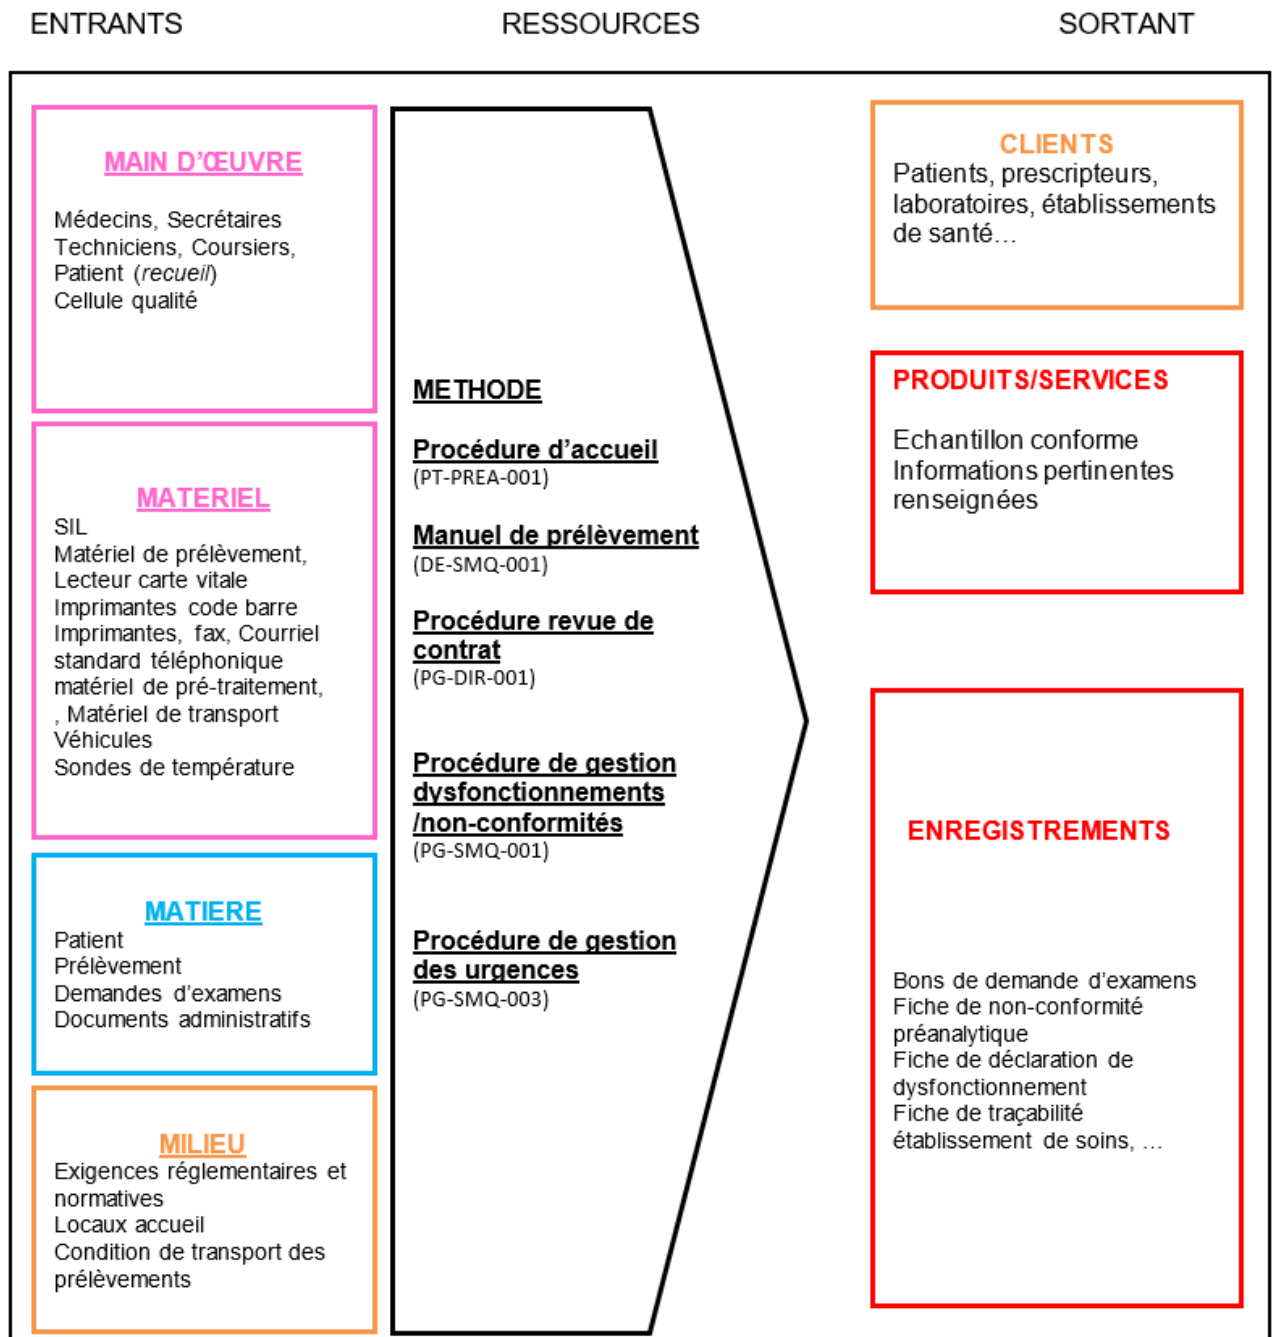 ENTRANTS
RESSOURCES
SORTANT
MAIN D'ŒUVRE
Médecins, Secrétaires
Techniciens, Coursiers,
Patient (recueil)
Cellule qualité
MATERIEL
SIL
Matériel de prélèvement,
Lecteur carte vitale
Imprimantes code barre
Imprimantes, fax, Courriel
standard téléphonique
matériel de pré-traitement,
, Matériel de transport
Véhicules
Sondes de température
MATIERE
Patient
Prélèvement
Demandes d'examens
Documents administratifs
MILIEU
Exigences réglementaires et
normatives
Locaux accueil
Condition de transport des
prélèvements
METHODE
Procédure d'accueil
(PT-PREA-001)
Manuel de prélèvement
(DE-SMQ-001)
Procédure revue de
contrat
(PG-DIR-001)
Procédure de gestion
dysfonctionnements
/non-conformités
(PG-SMQ-001)
Procédure de gestion
des urgences
(PG-SMQ-003)
CLIENTS
Patients, prescripteurs,
laboratoires, établissements
de santé…
PRODUITS/SERVICES
Echantillon conforme
Informations pertinentes
renseignées
ENREGISTREMENTS
Bons de demande d'examens
Fiche de non-conformité
préanalytique
Fiche de déclaration de
dysfonctionnement
Fiche de traçabilité
établissement de soins, …